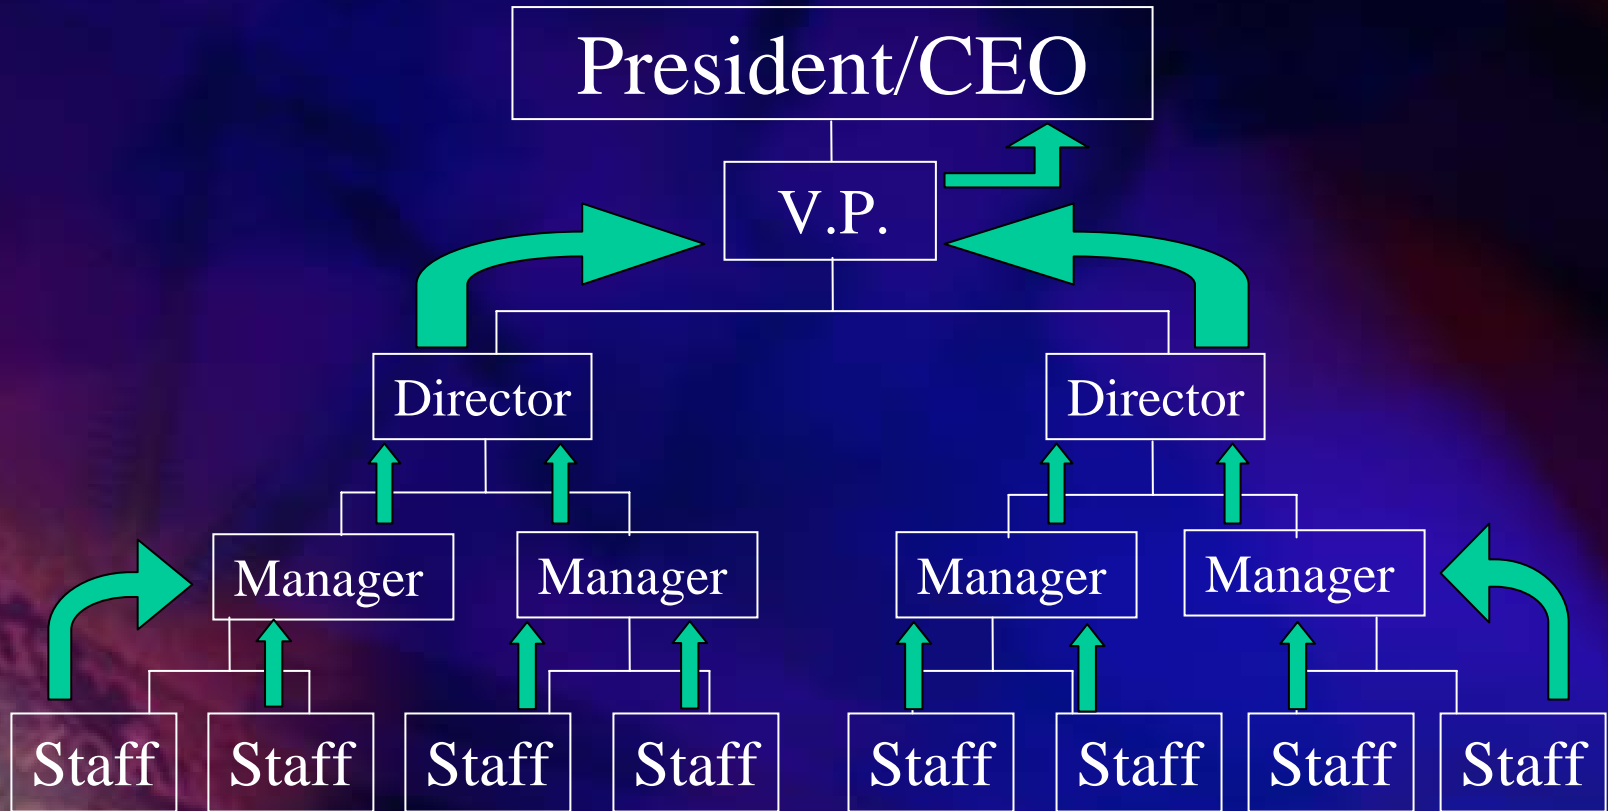 President/CEO
V.P.
Director Director
Manager Manager Manager Manager
Staff Staff Staff Staff Staff Staff Staff Staff